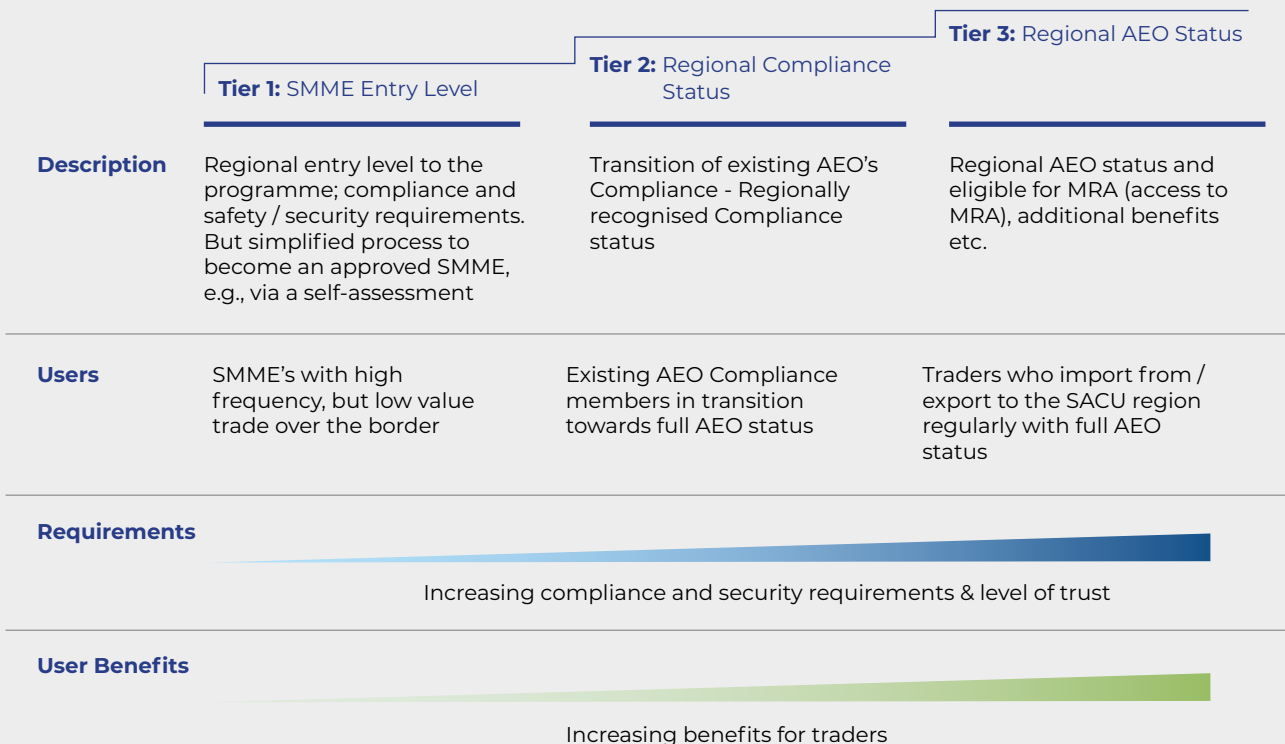 Tier 1: SMME Entry Level
Tier 2: Regional Compliance
Status
Tier 3: Regional AEO Status
Description
Regional entry level to the
programme; compliance and
safety / security requirements.
But simplified process to
become an approved SMME,
e.g., via a self-assessment
Transition of existing AEO’s
Compliance - Regionally
recognised Compliance
status
Regional AEO status and
eligible for MRA (access to
MRA), additional benefits
etc.
Users
SMME’s with high
frequency, but low value
trade over the border
Existing AEO Compliance
members in transition
towards full AEO status
Traders who import from /
export to the SACU region
regularly with full AEO
status
Requirements
Increasing compliance and security requirements & level of trust
User Benefits
Increasing benefits for traders